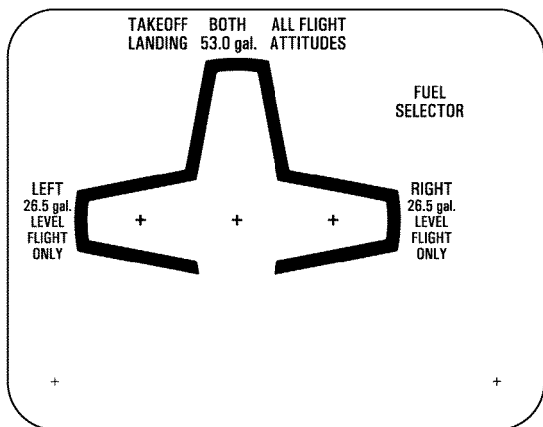 TAKEOFF BOTH ALL FLIGHT
LANDING 53.0 gal. ATTITUDES
FUEL
SELECTOR
LEFT
26.5 gal.
LEVEL
FLIGHT
ONLY
RIGHT
26.5 gal.
LEVEL
FLIGHT
ONLY